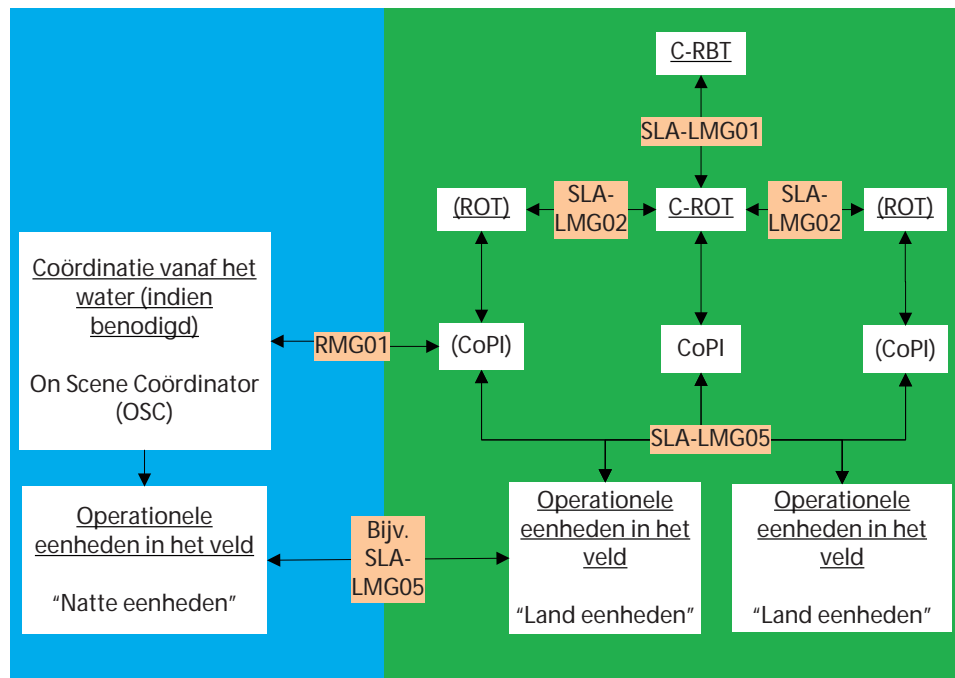 C-RBT
SLA-LMG01
(ROT)
SLA-
LMG02
C-ROT
SLA-
LMG02
(ROT)
Coördinatie vanaf het
water (indien
benodigd)
On Scene Coördinator
(OSC)
RMG01
(CoPI)
CoPI
(CoPI)
SLA-LMG05
Operationele
eenheden in het veld
“Natte eenheden”
Bijv.
SLA-
LMG05
Operationele
eenheden in het
veld
“Land eenheden”
Operationele
eenheden in het
veld
“Land eenheden”